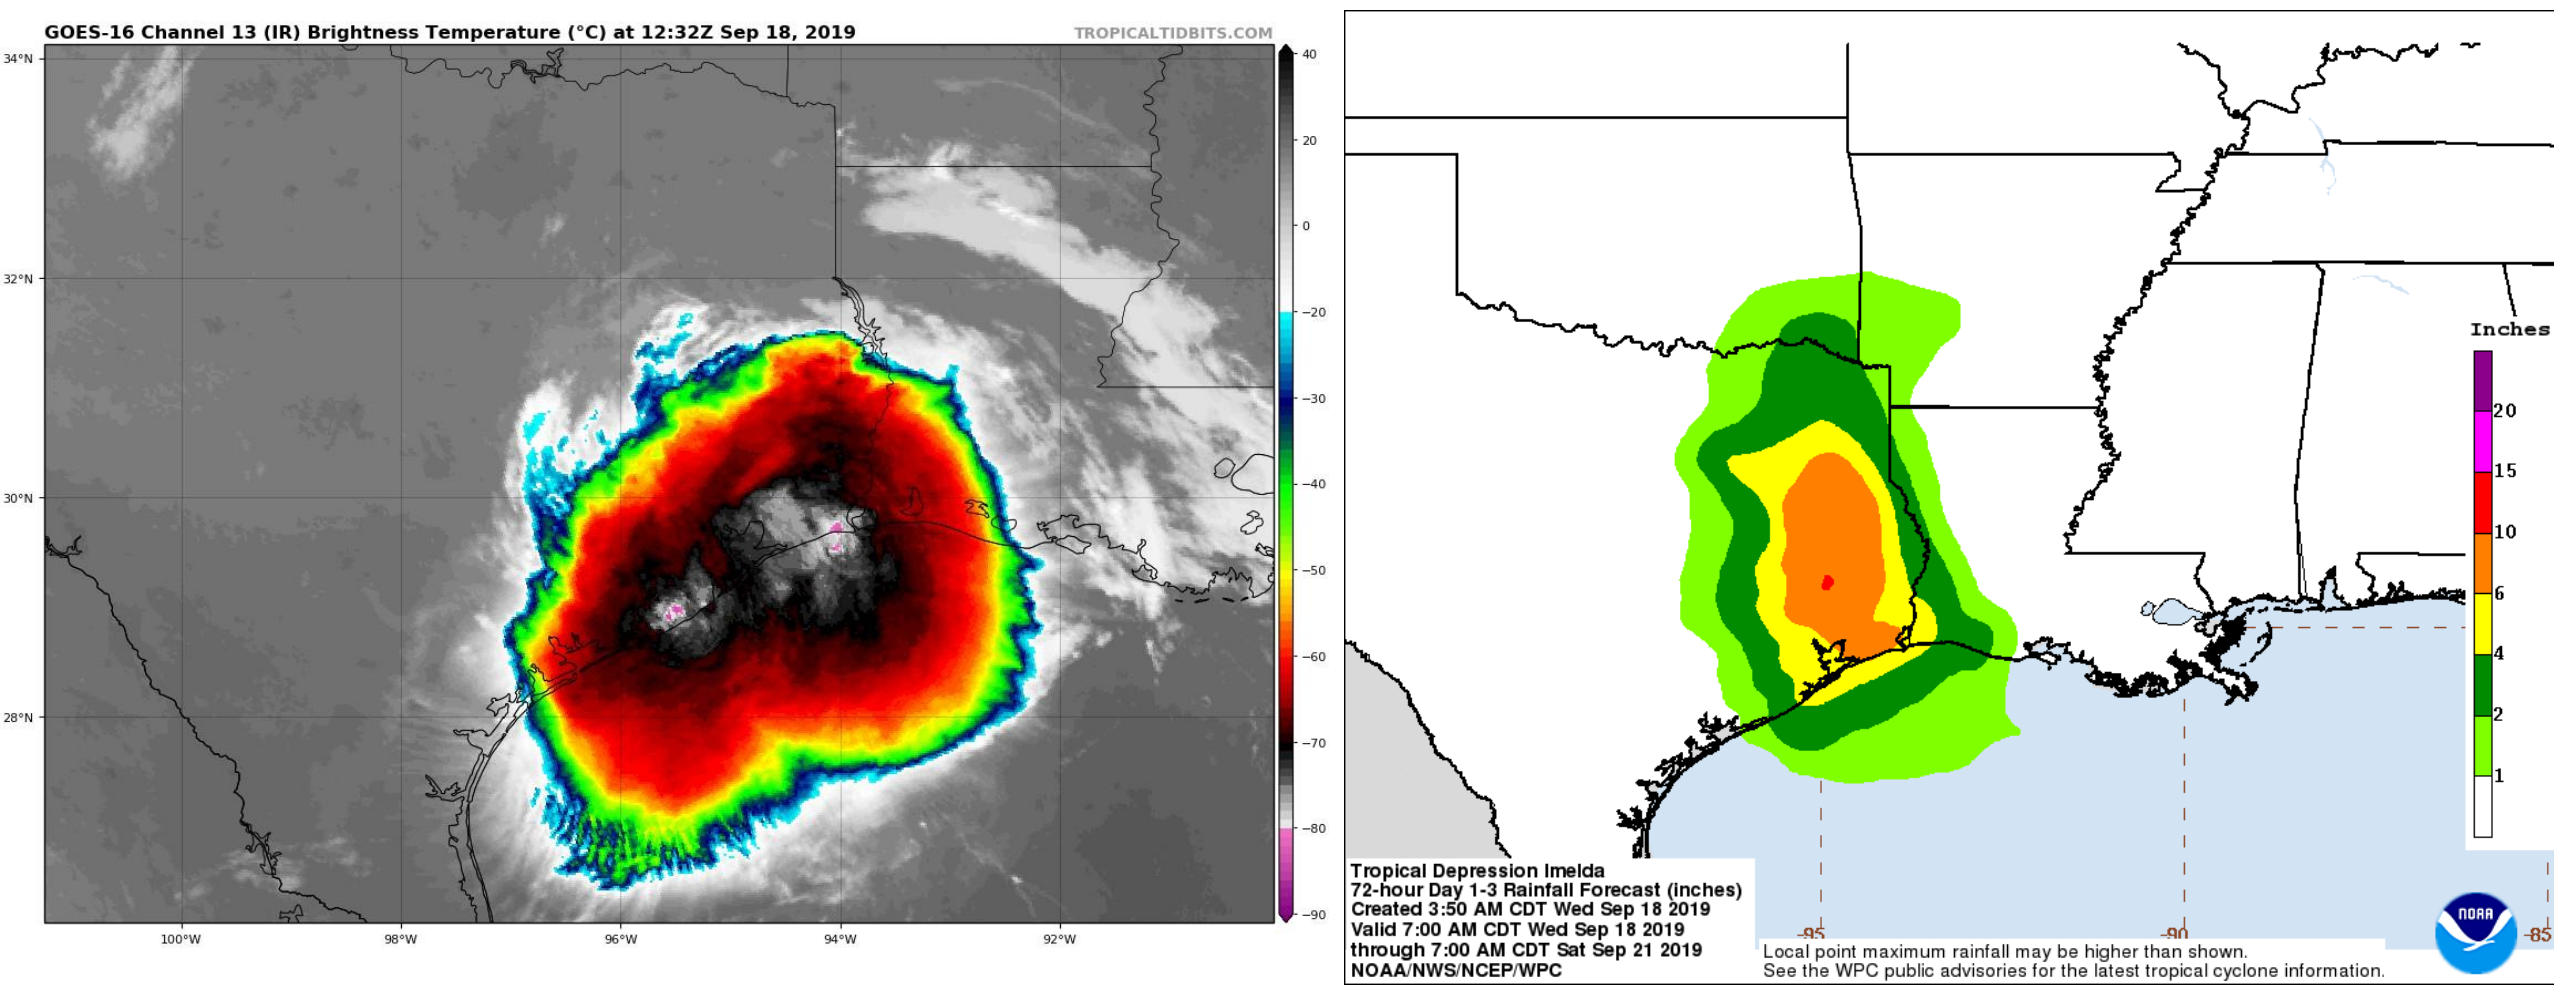 GOES-16 Channel 13 (IR) Brightness Temperature (°C) at 12:32Z Sep 18, 2019
TROPICALTIDBITS.COM
34°N
32°N
30°N
28°N
100°W
98°W
96°W
94°W
92°W
40
20
0
−20
−30
−40
−50
−60
−70
−80
−90
Inches
20
15
10
6
4
2
1
-95
-90
-85
Tropical Depression Imelda
72-hour Day 1-3 Rainfall Forecast (inches)
Created 3:50 AM CDT Wed Sep 18 2019
Valid 7:00 AM CDT Wed Sep 18 2019
through 7:00 AM CDT Sat Sep 21 2019
NOAA/NWS/NCEP/WPC
Local point maximum rainfall may be higher than shown.
See the WPC public advisories for the latest tropical cyclone information.
NOAA